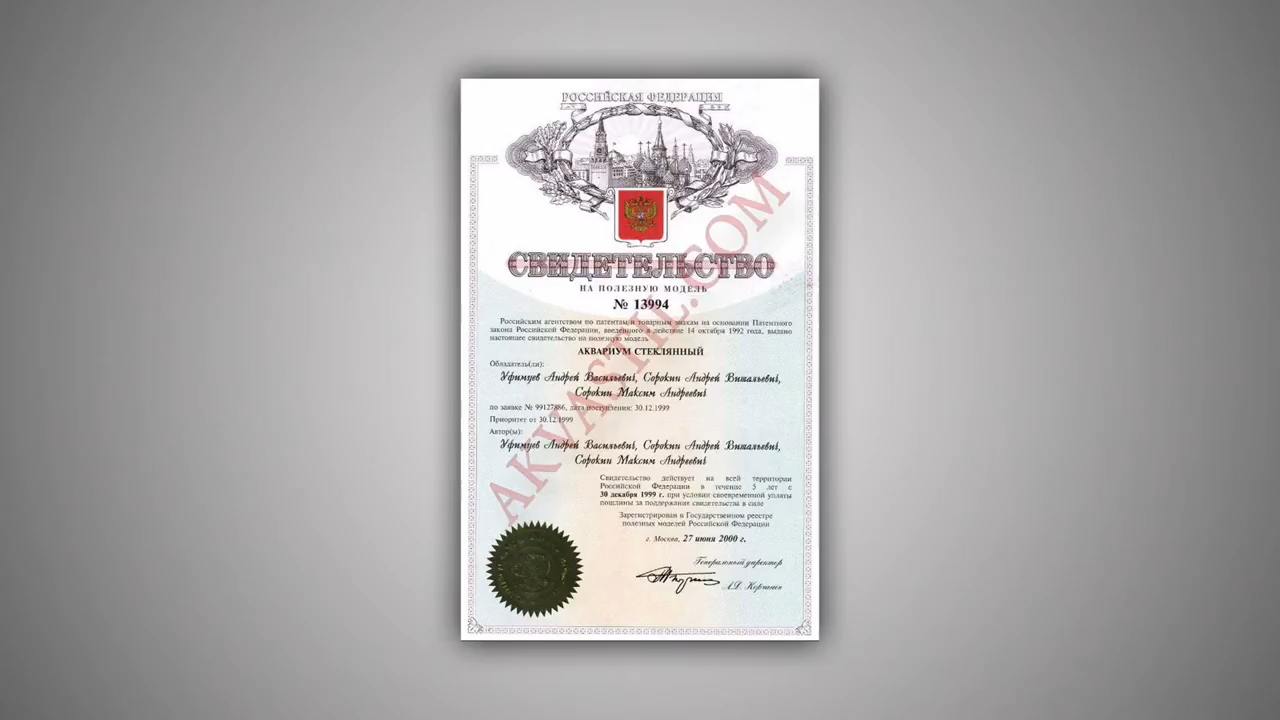 РОССИЙСКАЯ ФЕДЕРАЦИЯ
СВИДЕТЕЛЬСТВО
НА ПОЛЕЗНУЮ МОДЕЛЬ
№ 13994
Российским агентством по патентам и товарным знакам на основании Патентного
закона Российской Федерации, введенного в действие 14 октября 1992 года, выдано
настоящее свидетельство на полезную модель
АКВАРИУМ СТЕКЛЯННЫЙ
Обладатель(ли):
Андрей Васильевич, Сорокин Андрей Витальевич,
Сорокин Максим Андреевич
по заявке № 99127886, дата поступления: 30.12.1999
Приоритет от 30.12.1999
Автор(ы):
Андрей Васильевич, Сорокин Андрей Витальевич,
Сорокин Максим Андреевич
Свидетельство действует на всей территории
Российской Федерации в течение 5 лет с
30 декабря 1999 г. при условии своевременной уплаты
пошлины за поддержание свидетельства в силе
Зарегистрирован в Государственном реестре
полезных моделей Российской Федерации
г. Москва, 27 июня 2000 г.
Генеральный директор
А.Д. Корчагин
AKVASTIL.COM